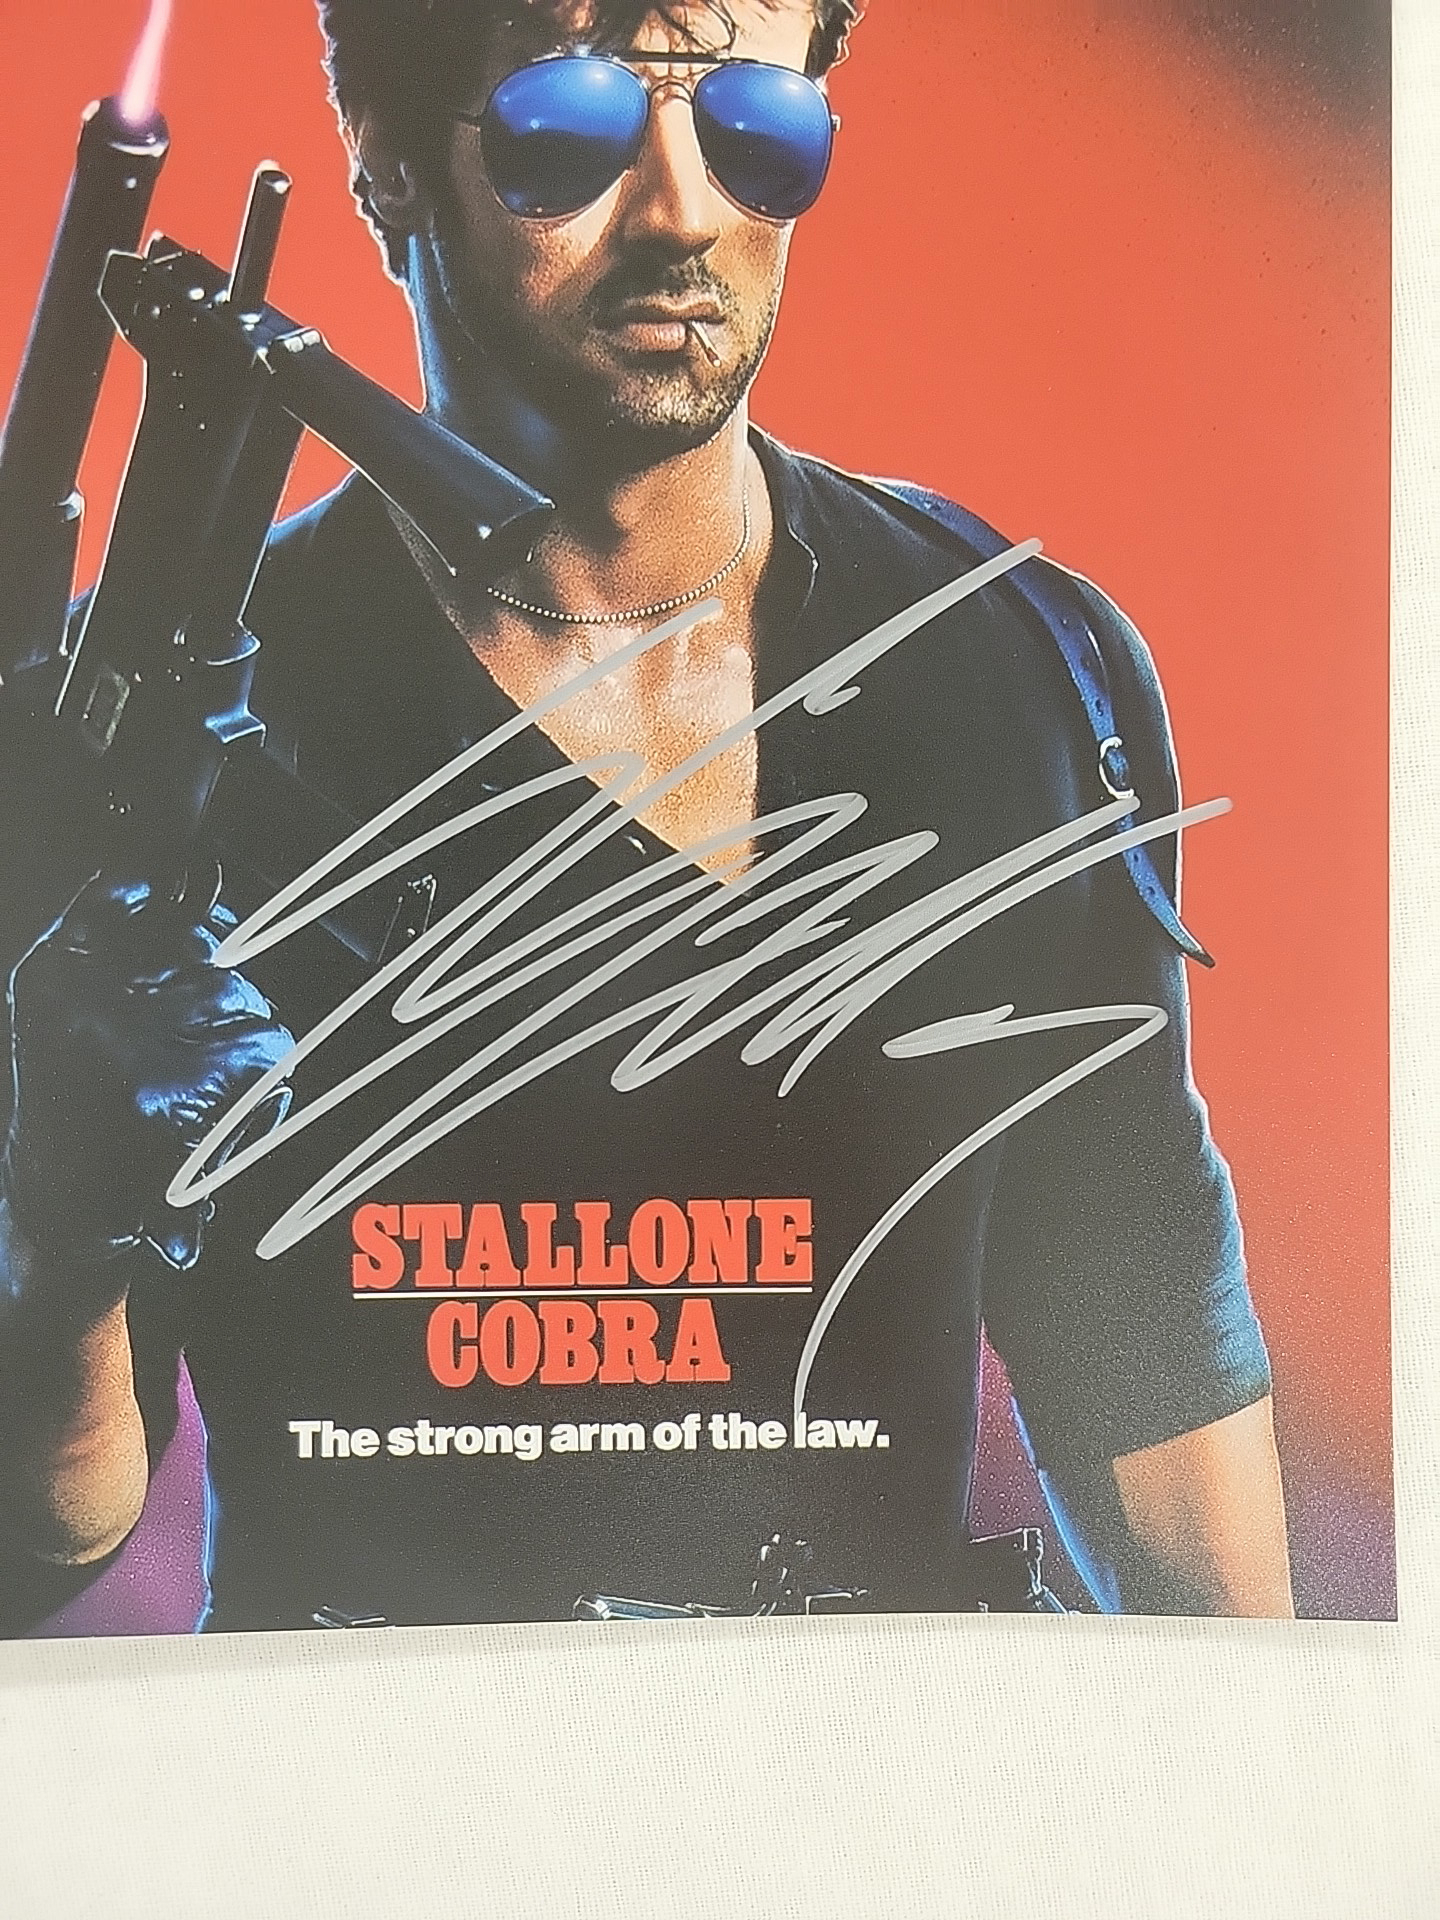 STALLONE
COBRA
The strong arm of the law.